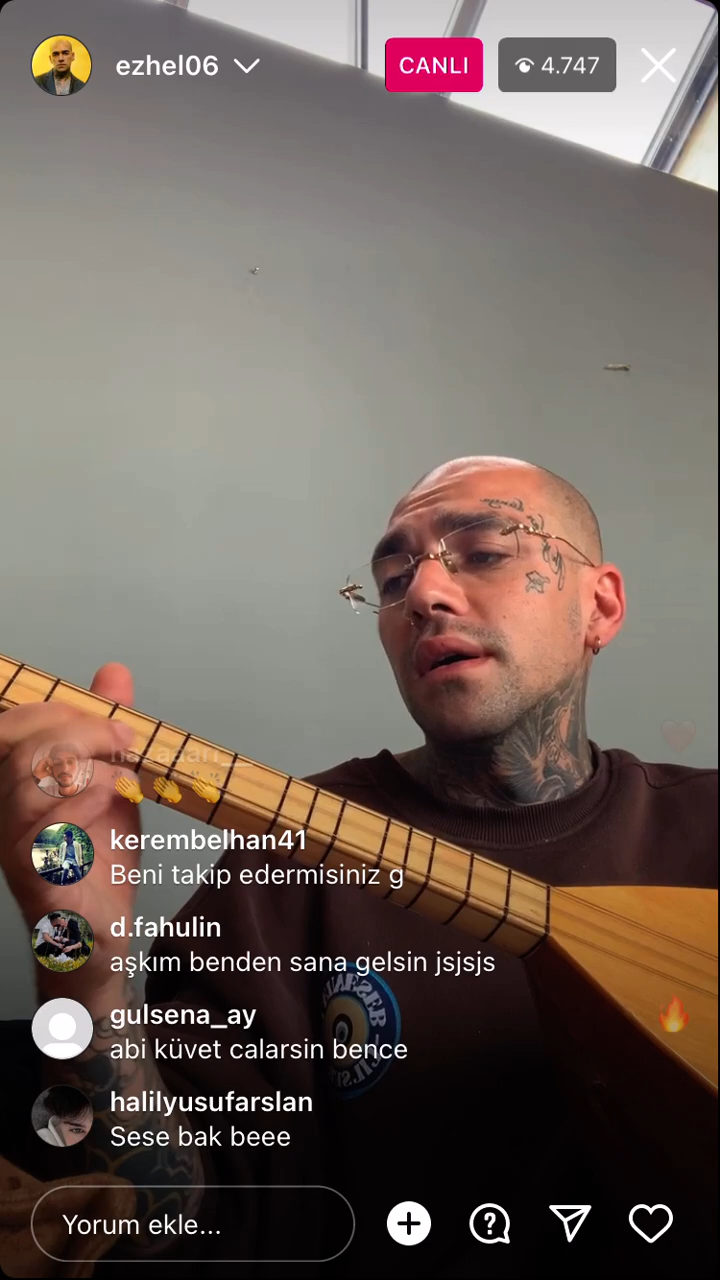 ezhel06
CANLI
4.747
kerembelhan41
Beni takip edermisiniz g
d.fahulin
aşkım benden sana gelsin jsjsjs
gulsena_ay
abi küvet calarsin bence
halilyusufarslan
Sese bak beee
Yorum ekle...